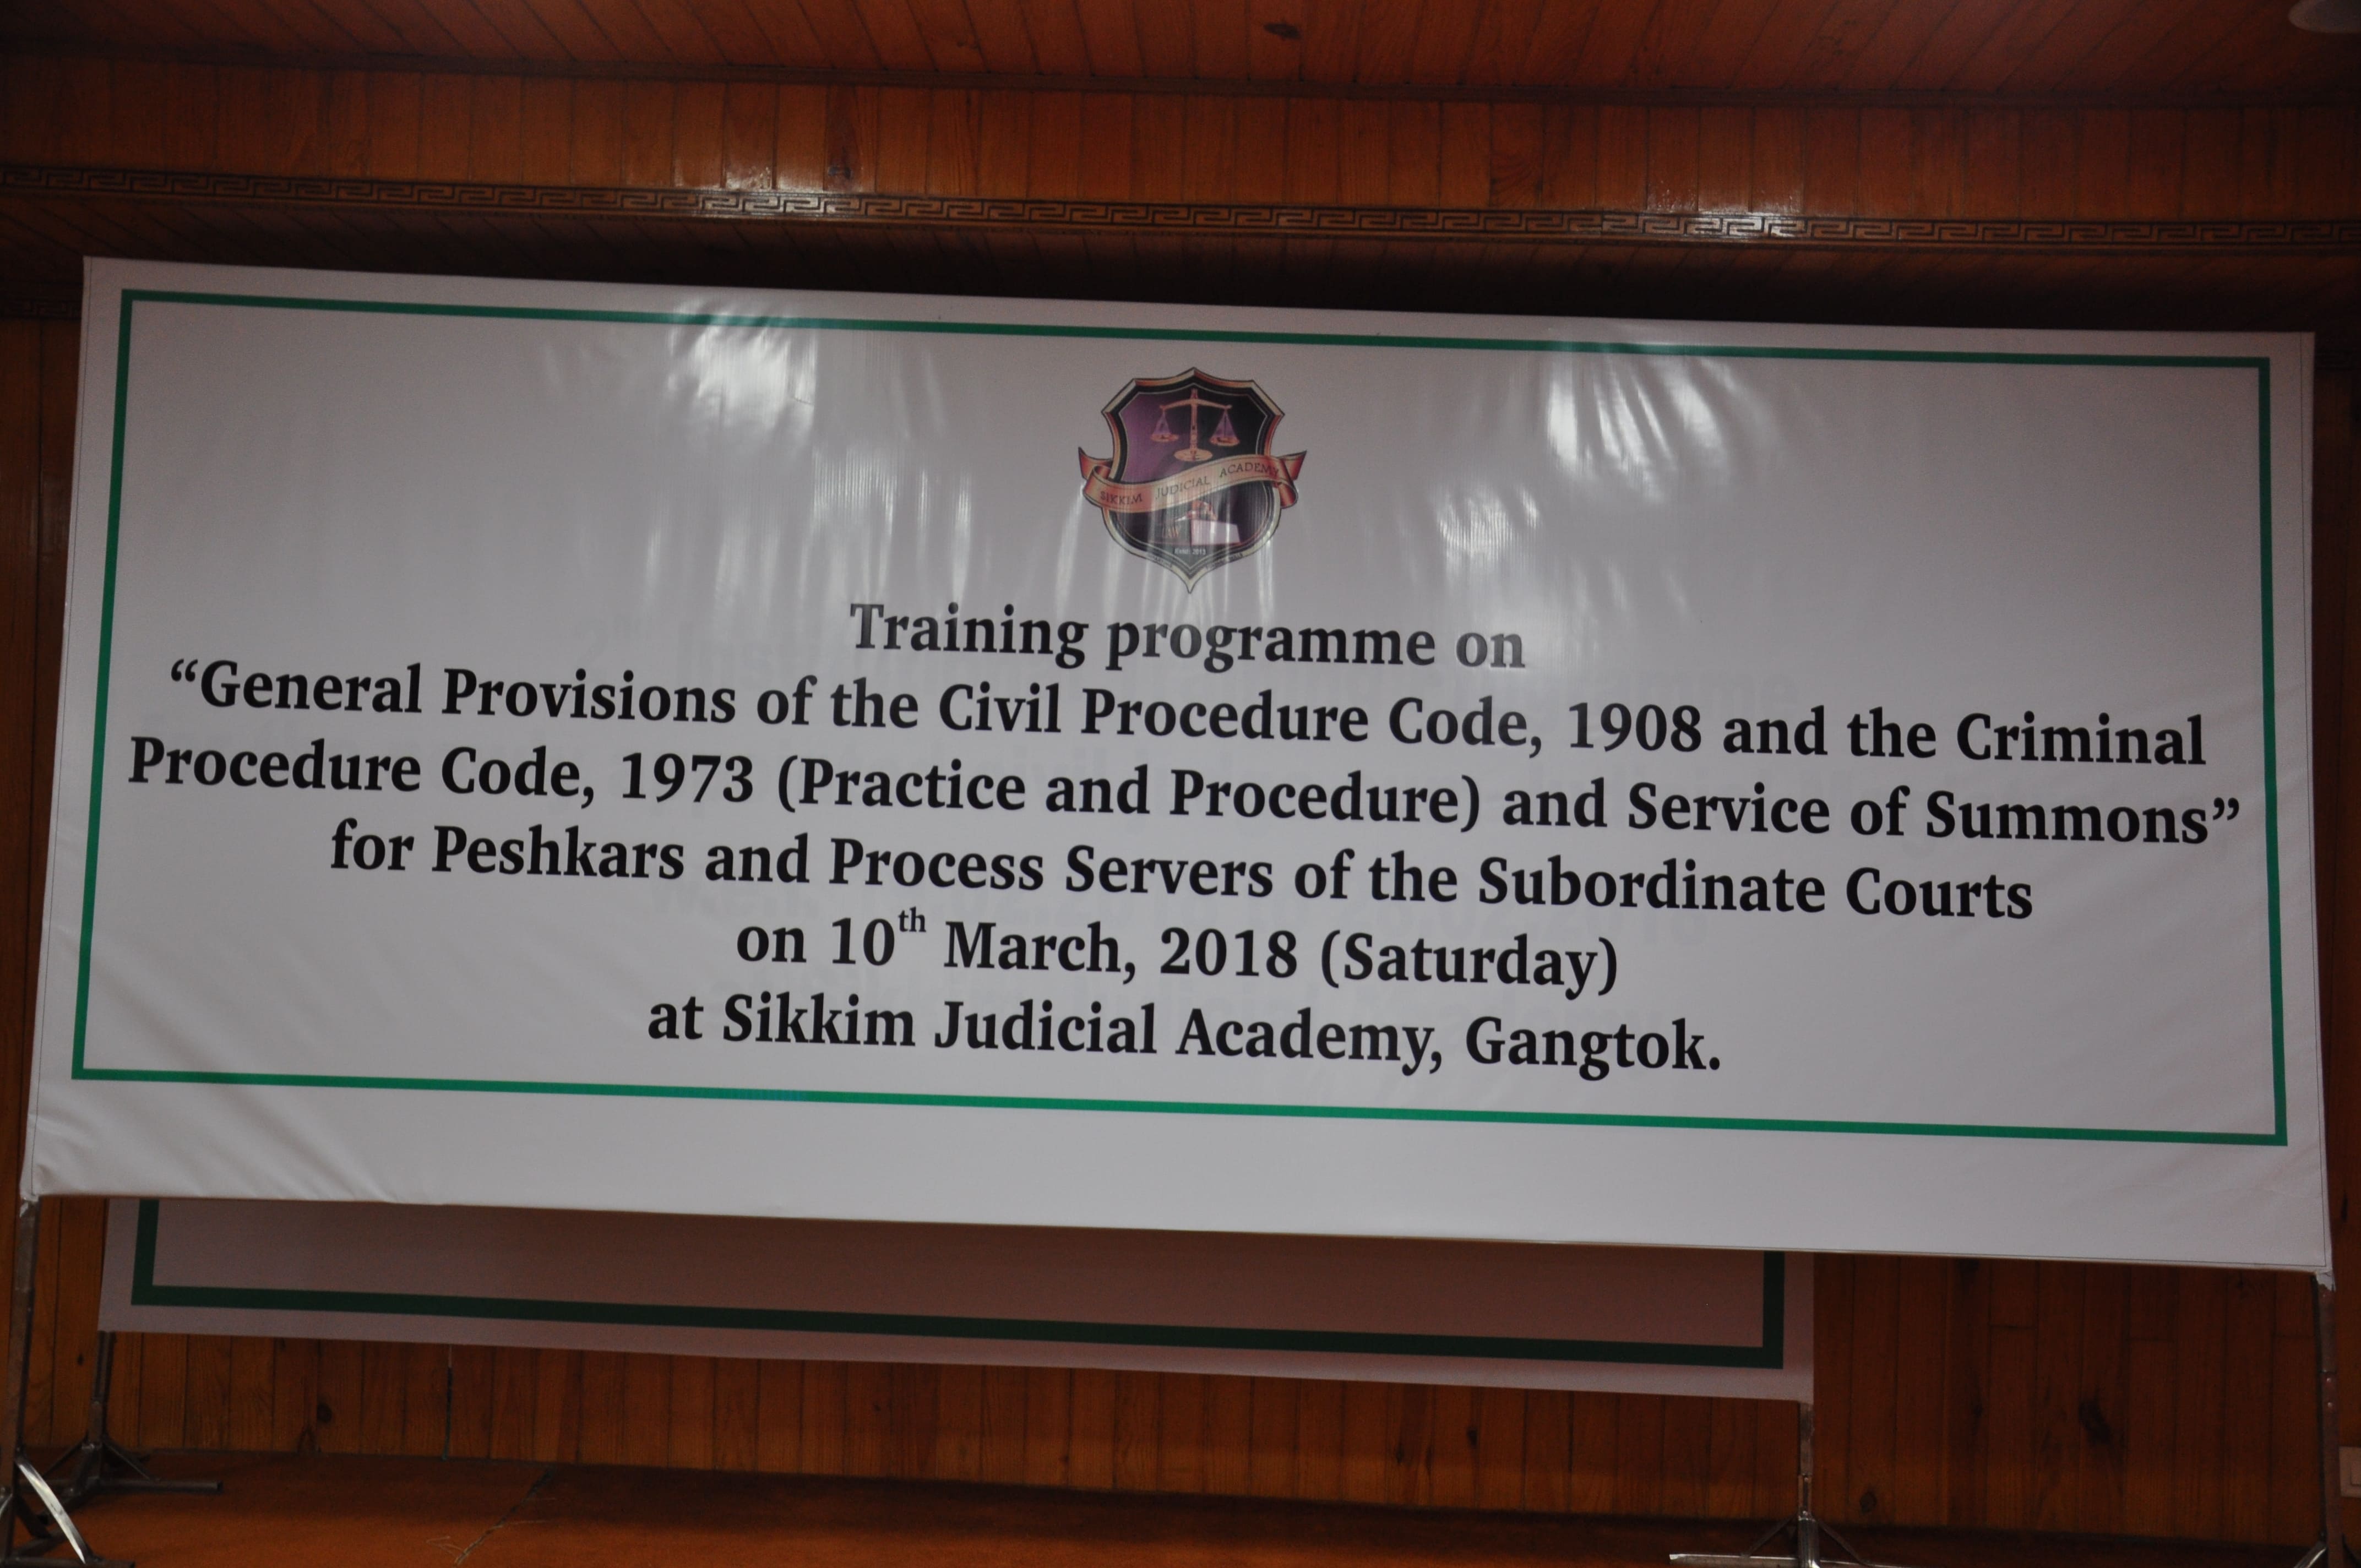 SIKKIM JUDICIAL ACADEMY
Training programme on
“General Provisions of the Civil Procedure Code, 1908 and the Criminal
Procedure Code, 1973 (Practice and Procedure) and Service of Summons”
for Peshkars and Process Servers of the Subordinate Courts
on 10th March, 2018 (Saturday)
at Sikkim Judicial Academy, Gangtok.